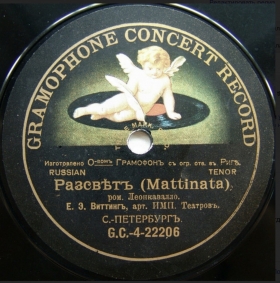 GRAMOPHONE CONCERT RECORD
Изготовлено О-вомъ Грамофонъ съ огр. отв. въ Ригѣ.
RUSSIAN TENOR
Разсвѣтъ (Mattinata)
ром. Леонкавалло.
Е. Э. Виттингъ, арт. ИМП. Театровъ.
С.-ПЕТЕРБУРГЪ
G.C.-4-22206